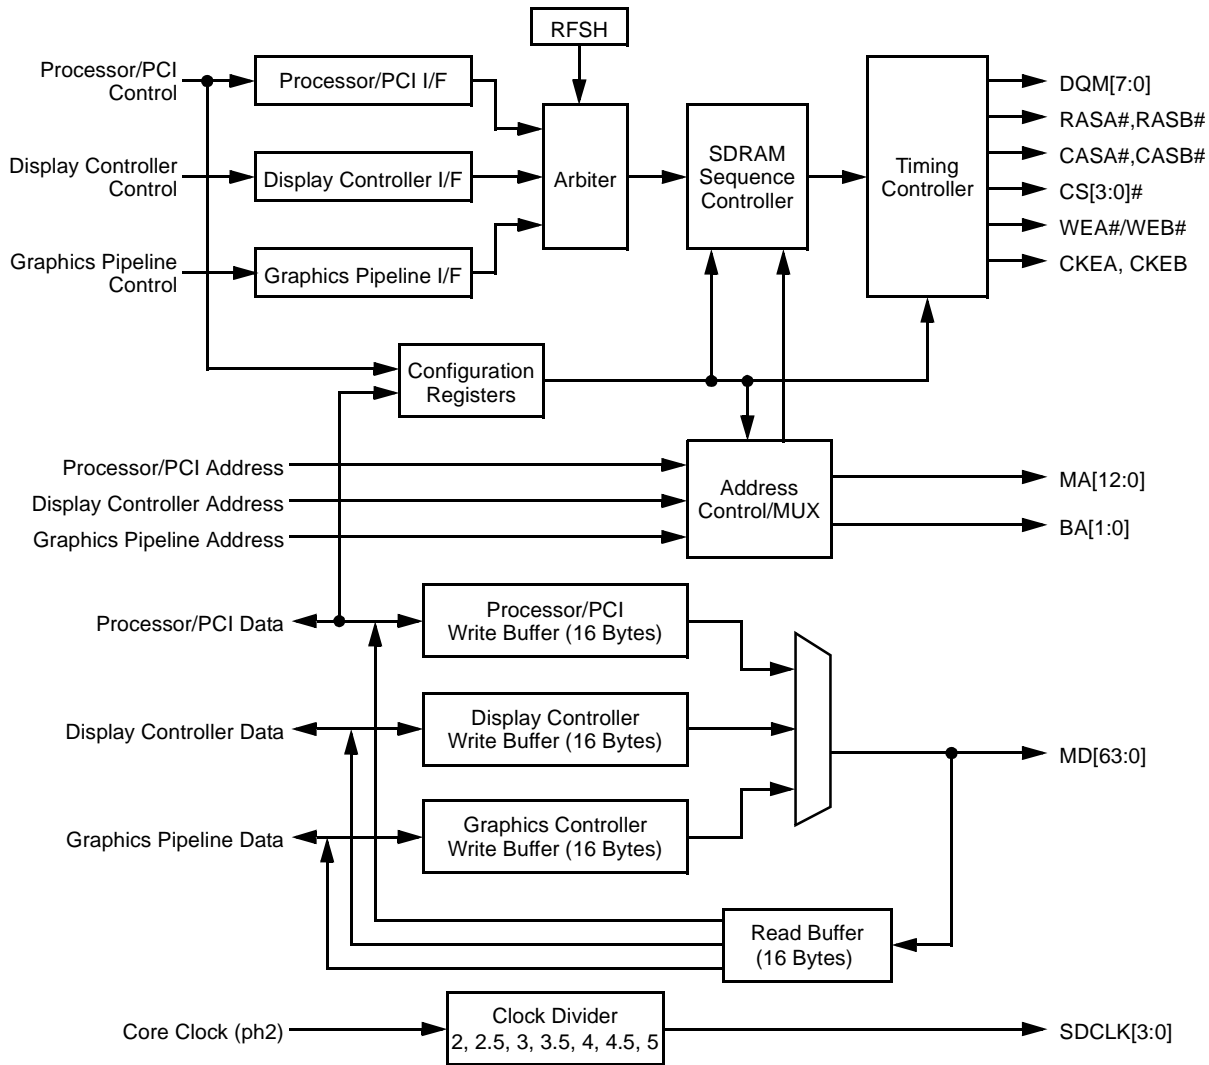 RFSH
Processor/PCI
Control
Processor/PCI I/F
DQM[7:0]
RASA#,RASB#
Display Controller
Control
Display Controller I/F
Arbiter
SDRAM
Sequence
Controller
Timing
Controller
CASA#,CASB#
CS[3:0]#
WEA#/WEB#
Graphics Pipeline
Control
Graphics Pipeline I/F
CKEA, CKEB
Configuration
Registers
Processor/PCI Address
Display Controller Address
Graphics Pipeline Address
Address
Control/MUX
MA[12:0]
BA[1:0]
Processor/PCI Data
Processor/PCI
Write Buffer (16 Bytes)
Display Controller Data
Display Controller
Write Buffer (16 Bytes)
MD[63:0]
Graphics Pipeline Data
Graphics Controller
Write Buffer (16 Bytes)
Read Buffer
(16 Bytes)
Core Clock (ph2)
Clock Divider
2, 2.5, 3, 3.5, 4, 4.5, 5
SDCLK[3:0]